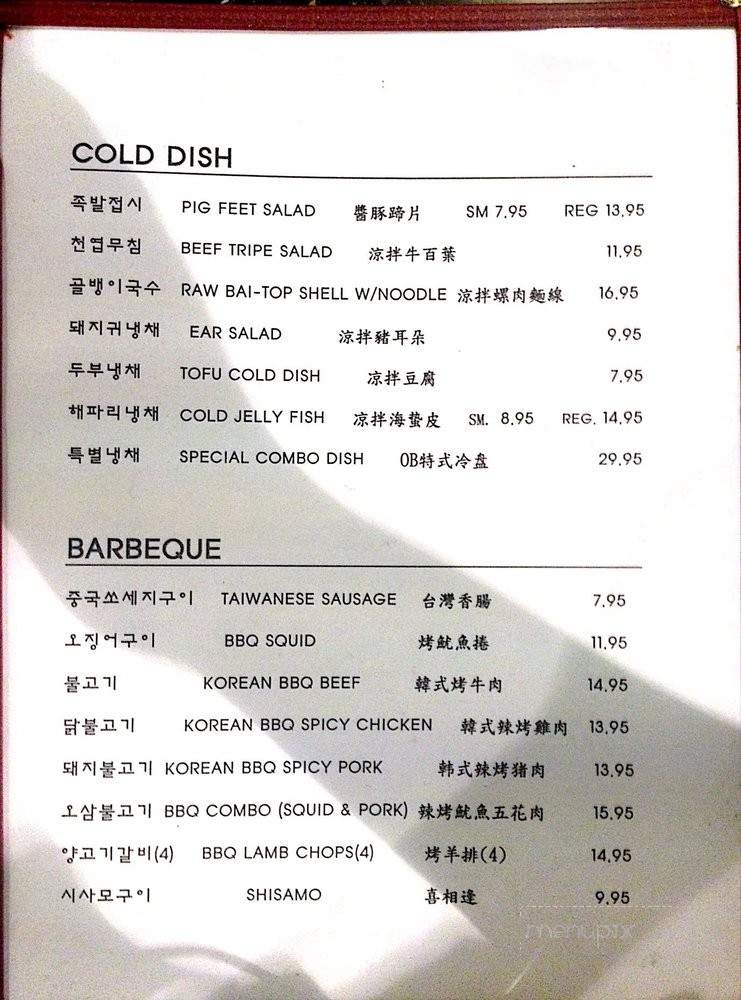 COLD DISH
족발접시 PIG FEET SALAD 醬豚蹄片 SM 7.95 REG 13.95
천엽무침 BEEF TRIPE SALAD 涼拌牛百葉 11.95
골뱅이국수 RAW BAI-TOP SHELL W/NOODLE 涼拌螺肉麵線 16.95
돼지귀냉채 EAR SALAD 涼拌豬耳朵 9.95
두부냉채 TOFU COLD DISH 凉拌豆腐 7.95
해파리냉채 COLD JELLY FISH 凉拌海蜇皮 SM. 8.95 REG. 14.95
특별냉채 SPECIAL COMBO DISH OB特式冷盘 29.95
BARBEQUE
중국쏘세지구이 TAIWANESE SAUSAGE 台灣香腸 7.95
오징어구이 BBQ SQUID 烤魷魚捲 11.95
불고기 KOREAN BBQ BEEF 韓式烤牛肉 14.95
닭불고기 KOREAN BBQ SPICY CHICKEN 韓式辣烤雞肉 13.95
돼지불고기 KOREAN BBQ SPICY PORK 韩式辣烤猪肉 13.95
오삼불고기 BBQ COMBO (SQUID & PORK) 辣烤魷魚五花肉 15.95
양고기갈비(4) BBQ LAMB CHOPS(4) 烤羊排(4) 14.95
시사모구이 SHISAMO 喜相逢 9.95
menupix